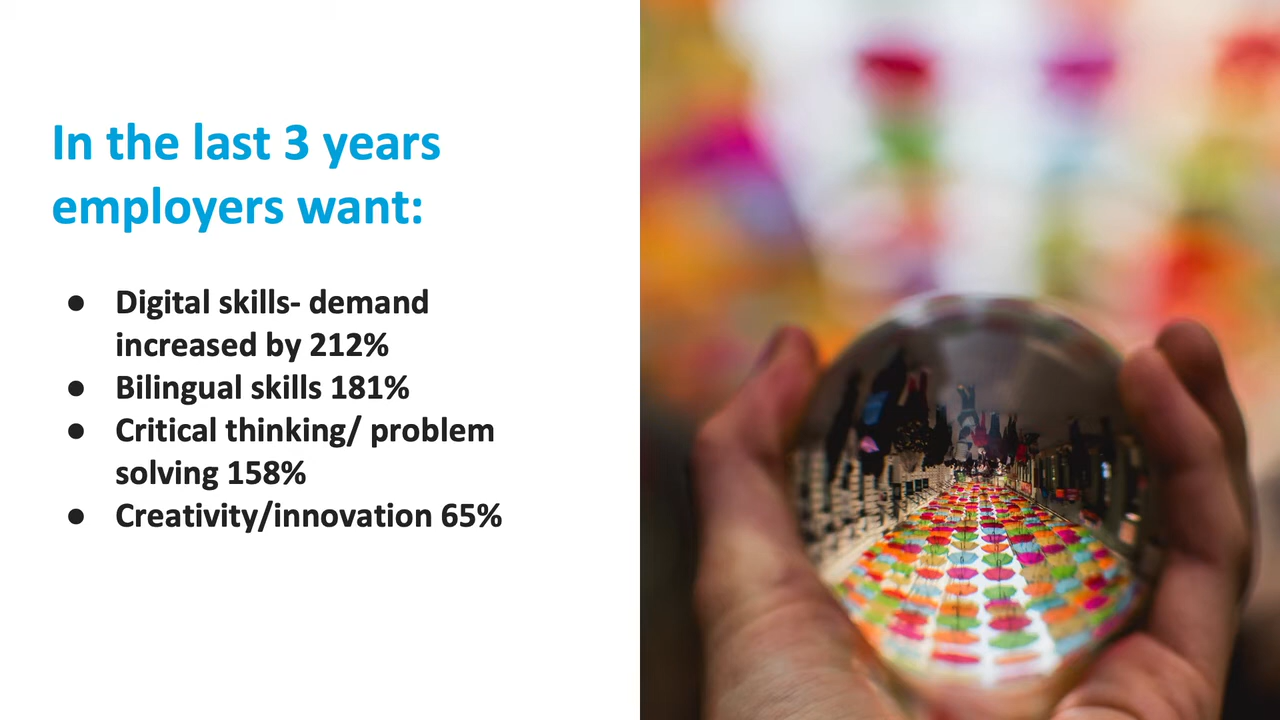 In the last 3 years
employers want:
● Digital skills- demand
increased by 212%
● Bilingual skills 181%
● Critical thinking/ problem
solving 158%
● Creativity/innovation 65%